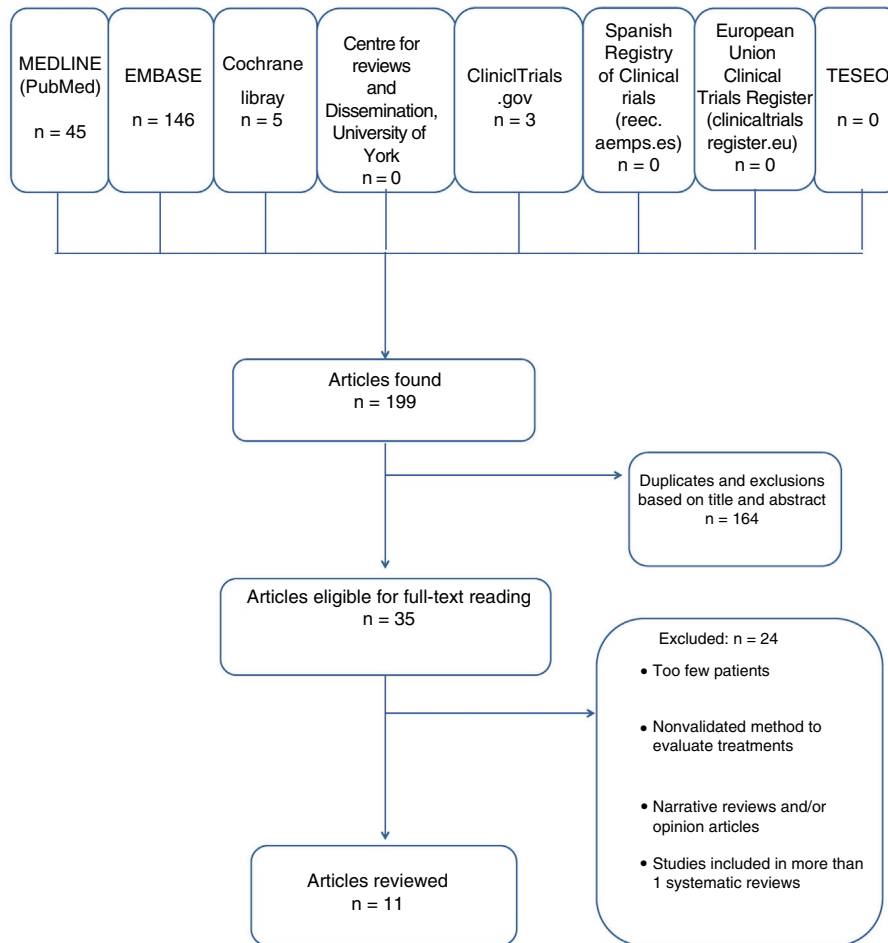 MEDLINE
(PubMed)
n = 45
EMBASE
n = 146
Cochrane
libray
n = 5
Centre for
reviews
and
Dissemination,
University of
York
n = 0
CliniclTrials
.gov
n = 3
Spanish
Registry
of Clinical
rials
(reec.
aemps.es)
n = 0
European
Union
Clinical
Trials Register
(clinicaltrials
register.eu)
n = 0
TESEO
n = 0
Articles found
n = 199
Duplicates and exclusions
based on title and abstract
n = 164
Articles eligible for full-text reading
n = 35
Excluded: n = 24
• Too few patients
• Nonvalidated method to
evaluate treatments
• Narrative reviews and/or
opinion articles
• Studies included in more than
1 systematic reviews
Articles reviewed
n = 11